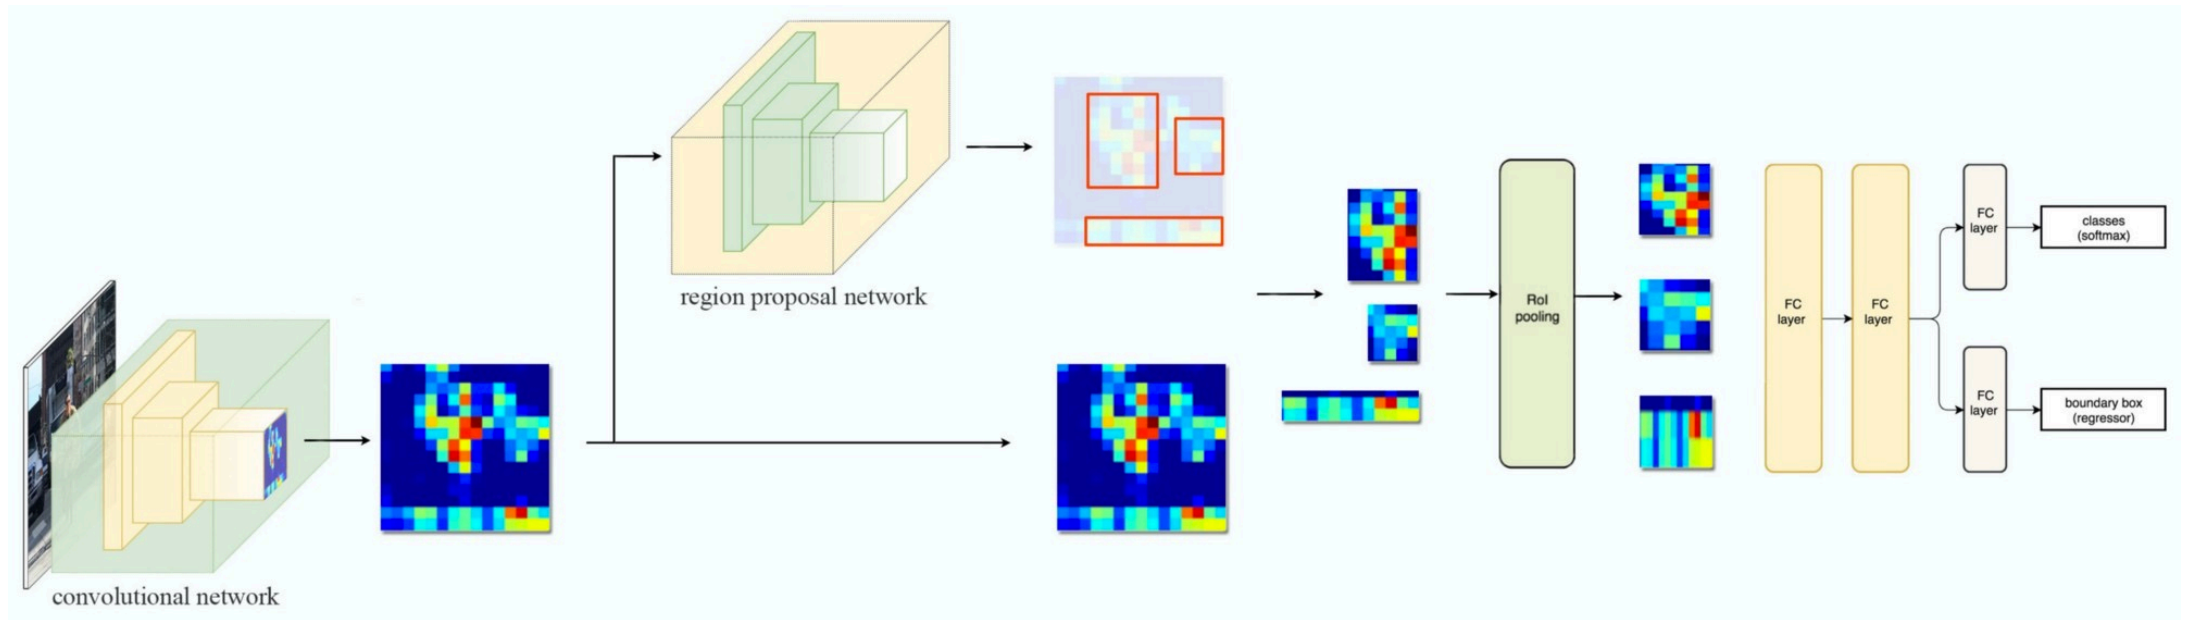 convolutional network
region proposal network
RoI
pooling
FC
layer
FC
layer
FC
layer
classes
(softmax)
FC
layer
boundary box
(regressor)